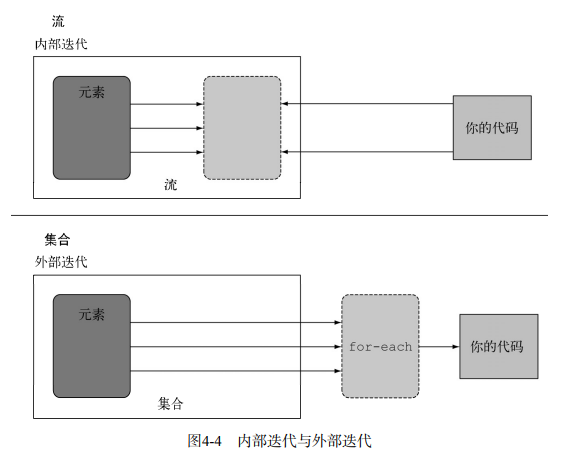 流
内部迭代
元素
你的代码
流
集合
外部迭代
元素
for-each
你的代码
集合
图4-4 内部迭代与外部迭代